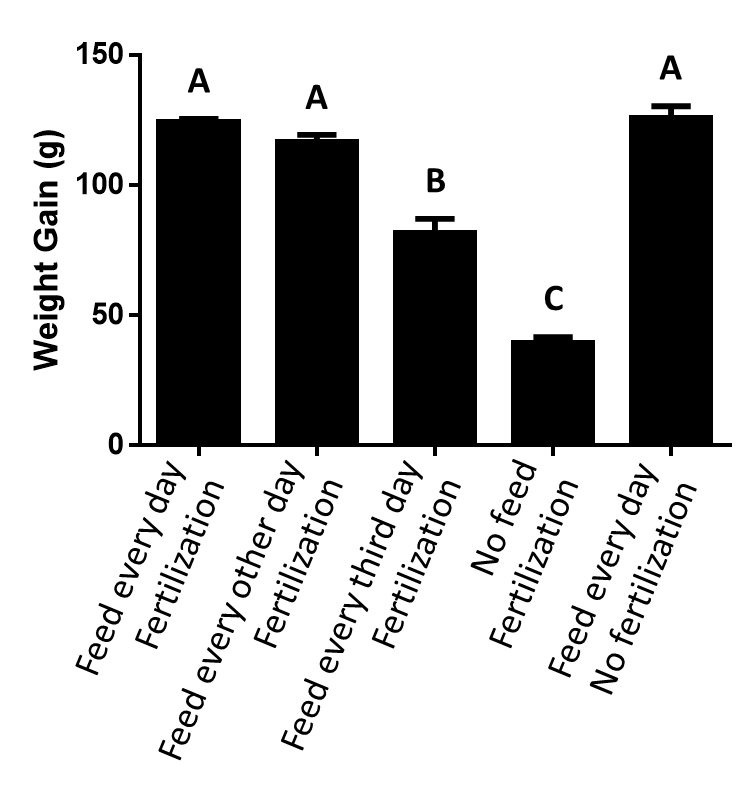 Weight Gain (g)
150
100
50
0
A
A
B
C
A
Feed every day
Fertilization
Feed every other day
Fertilization
Feed every third day
Fertilization
No feed
Fertilization
Feed every day
No fertilization